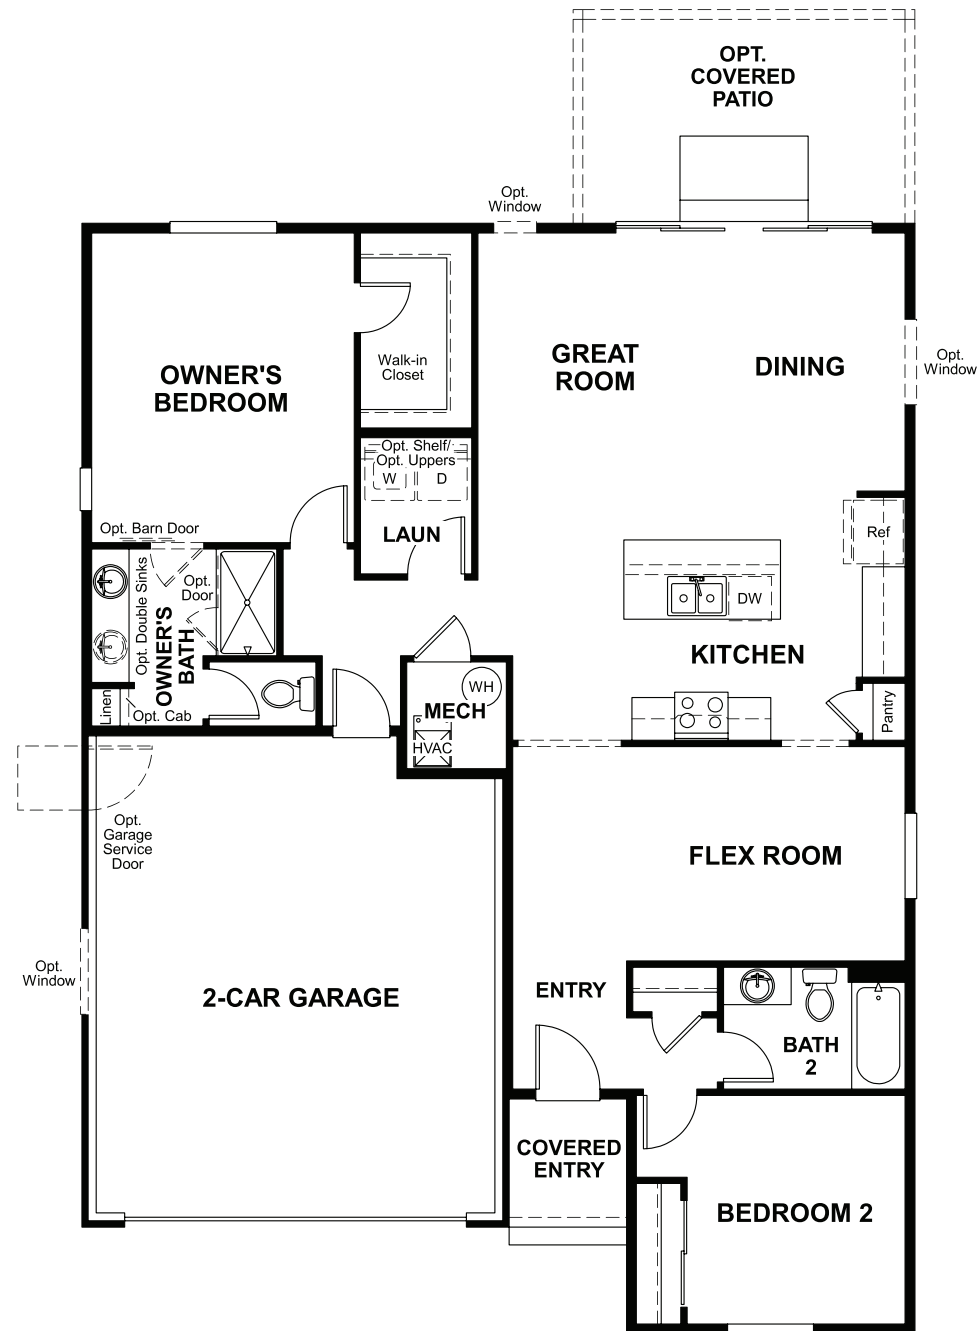 OPT.
COVERED
PATIO
Opt.
Window
GREAT
ROOM
DINING
Opt.
Window
OWNER'S
BEDROOM
Walk-in
Closet
Opt. Shelf/
Opt. Uppers
W
D
LAUN
Opt. Barn Door
Opt.
Door
Opt. Double Sinks
OWNER'S
BATH
Linen
Opt. Cab
Ref
DW
KITCHEN
Pantry
WH
MECH
HVAC
Opt.
Garage
Service
Door
FLEX ROOM
Opt.
Window
2-CAR GARAGE
ENTRY
BATH
2
COVERED
ENTRY
BEDROOM 2